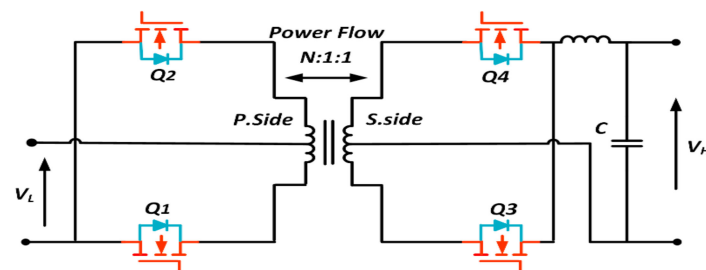 Power Flow
N:1:1
Q2
Q4
P.Side
S.side
C
V_L
V_H
Q1
Q3